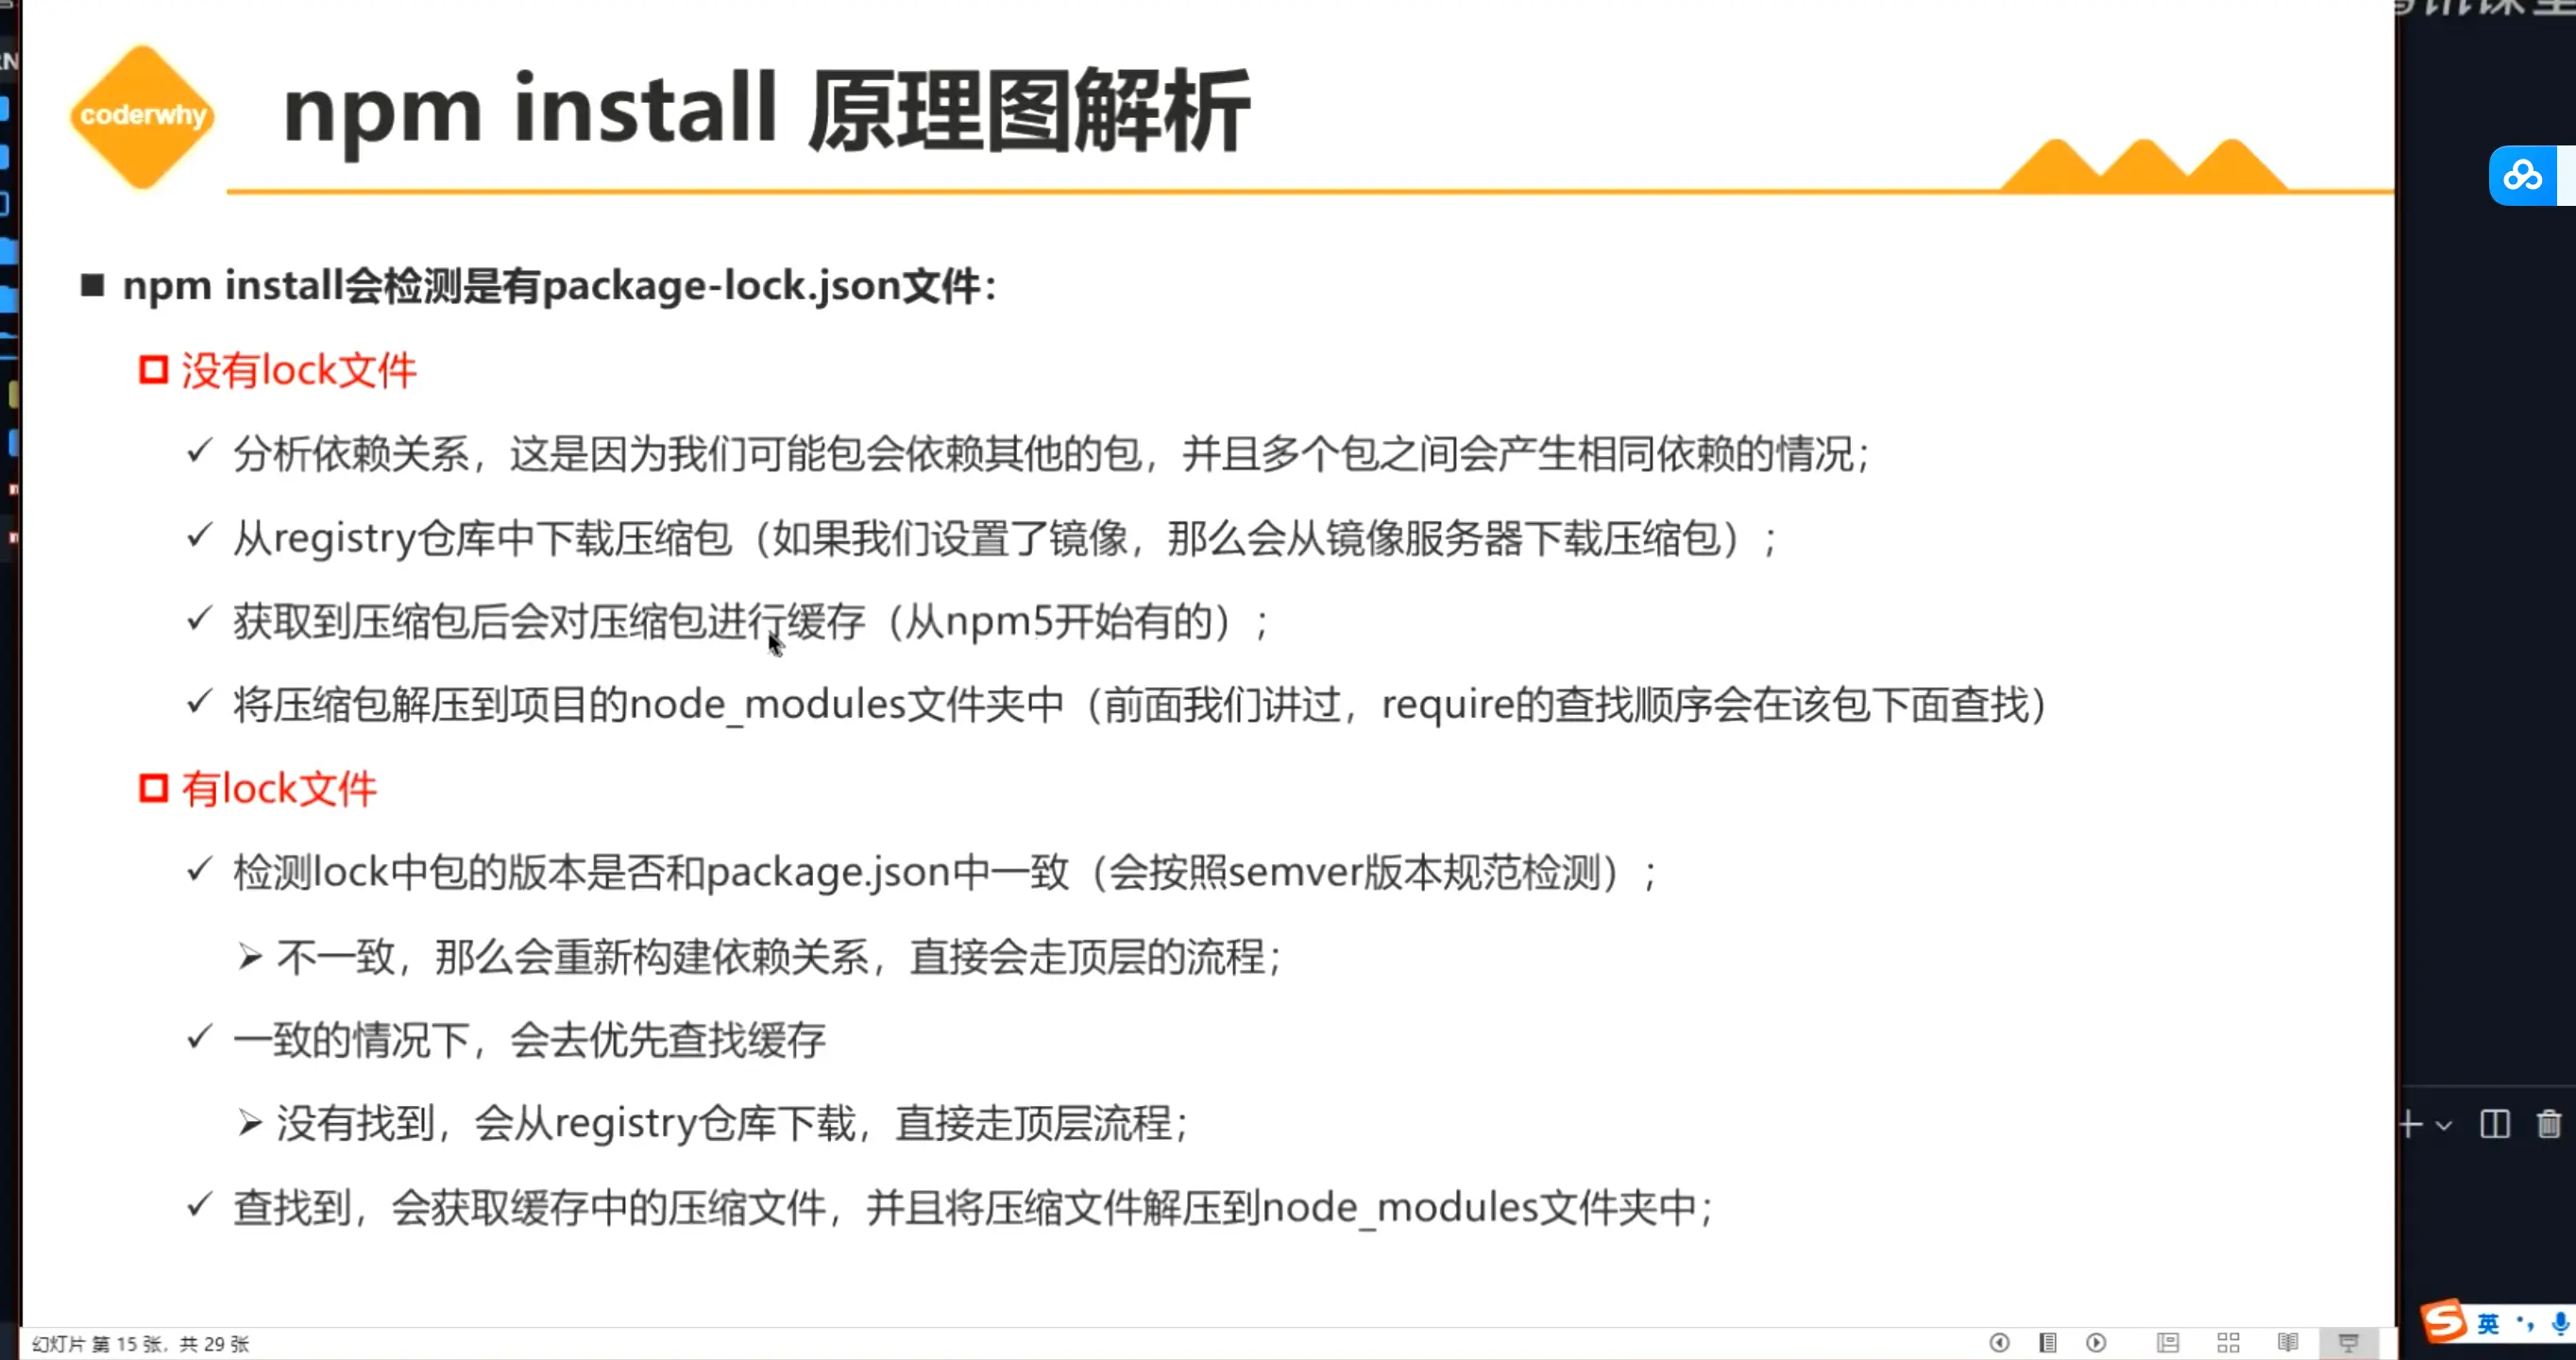 coderwhy
npm install 原理图解析
npm install会检测是有package-lock.json文件：
没有lock文件
分析依赖关系，这是因为我们可能包会依赖其他的包，并且多个包之间会产生相同依赖的情况；
从registry仓库中下载压缩包（如果我们设置了镜像，那么会从镜像服务器下载压缩包）；
获取到压缩包后会对压缩包进行缓存（从npm5开始有的）；
将压缩包解压到项目的node_modules文件夹中（前面我们讲过，require的查找顺序会在该包下面查找）
有lock文件
检测lock中包的版本是否和package.json中一致（会按照semver版本规范检测）；
不一致，那么会重新构建依赖关系，直接会走顶层的流程；
一致的情况下，会去优先查找缓存
没有找到，会从registry仓库下载，直接走顶层流程；
查找到，会获取缓存中的压缩文件，并且将压缩文件解压到node_modules文件夹中；
幻灯片 第 15 张，共 29 张
英